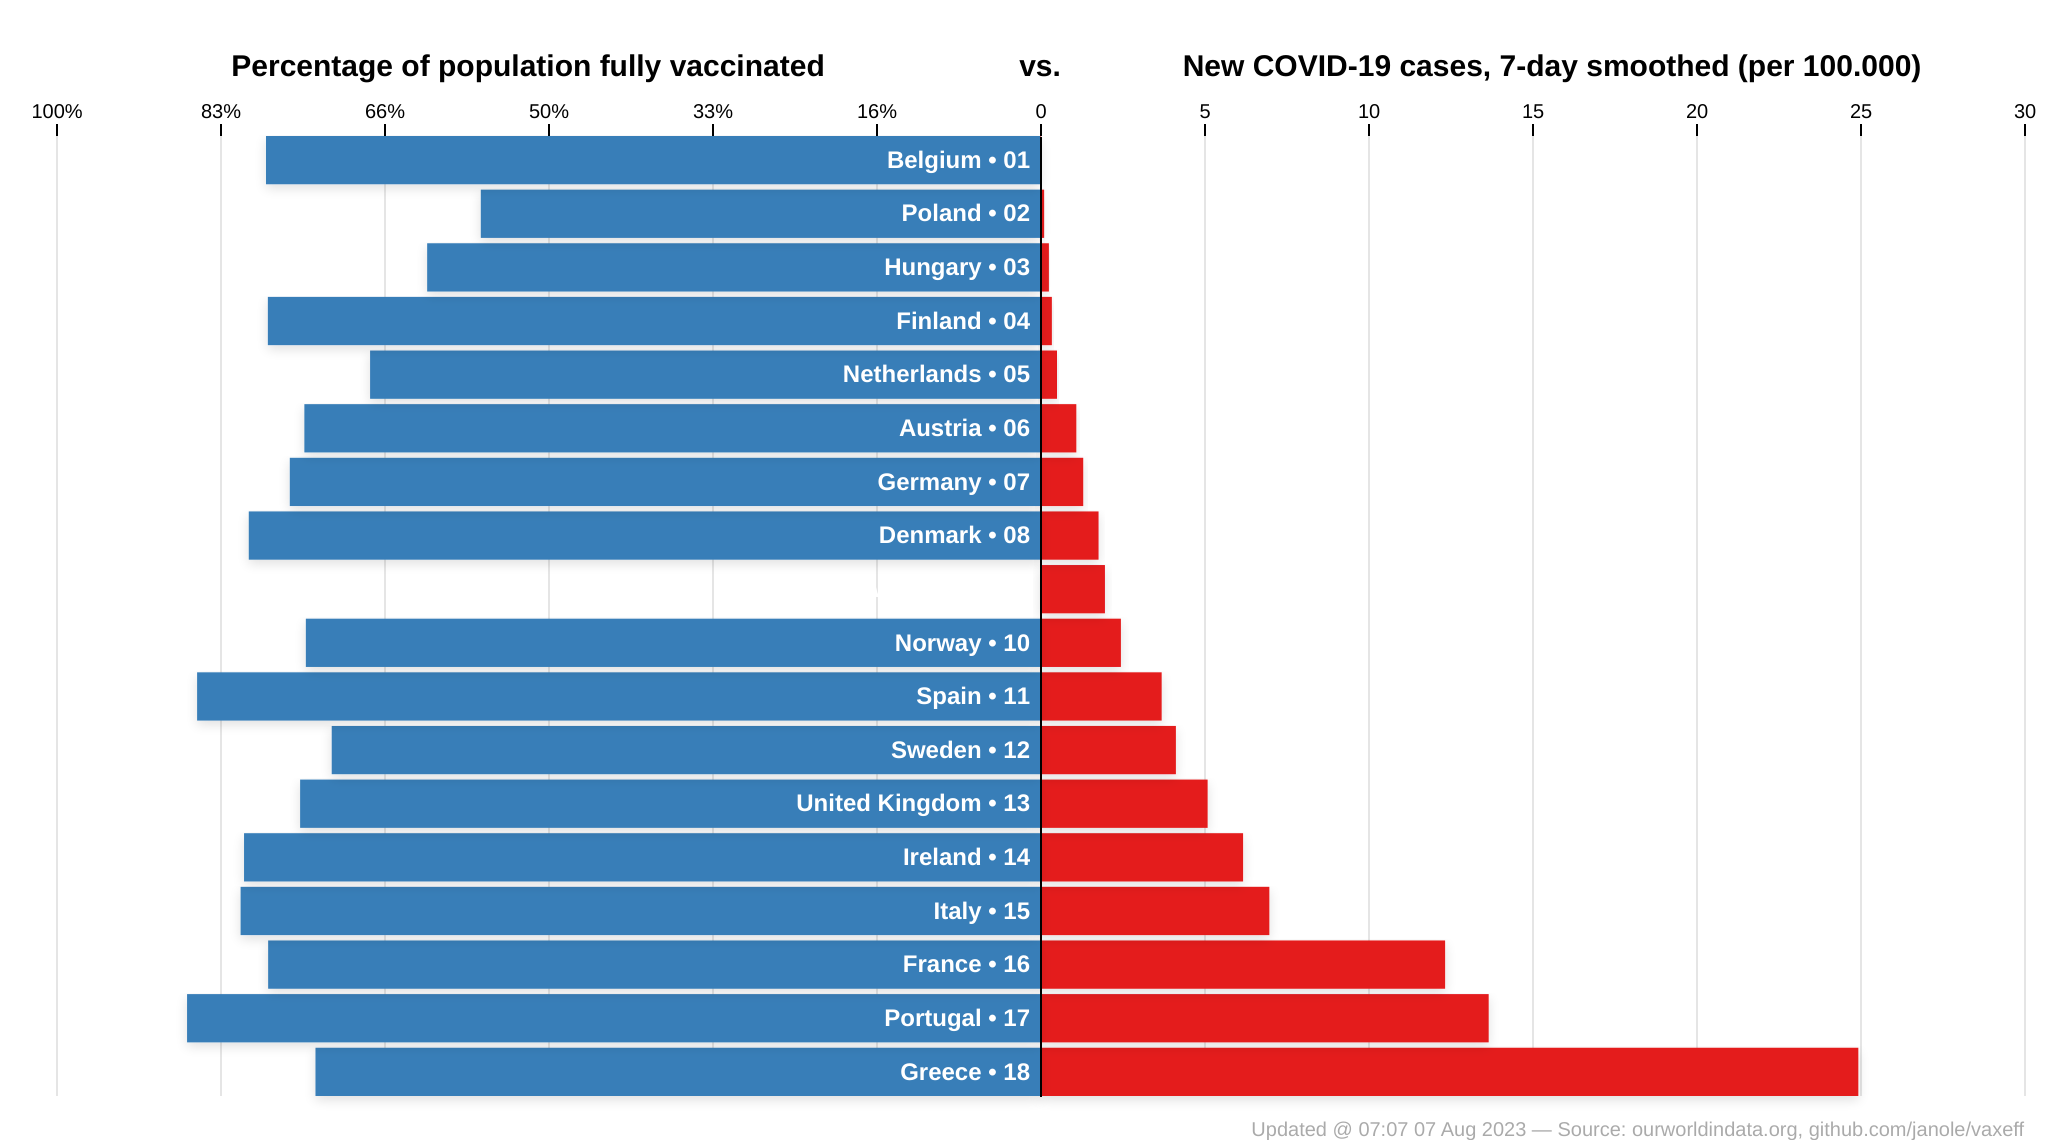 Percentage of population fully vaccinated vs. New COVID-19 cases, 7-day smoothed (per 100.000)
100% 83% 66% 50% 33% 16% 0 5 10 15 20 25 30
Belgium • 01
Poland • 02
Hungary • 03
Finland • 04
Netherlands • 05
Austria • 06
Germany • 07
Denmark • 08
Norway • 10
Spain • 11
Sweden • 12
United Kingdom • 13
Ireland • 14
Italy • 15
France • 16
Portugal • 17
Greece • 18
Updated @ 07:07 07 Aug 2023 — Source: ourworldindata.org, github.com/janole/vaxeff